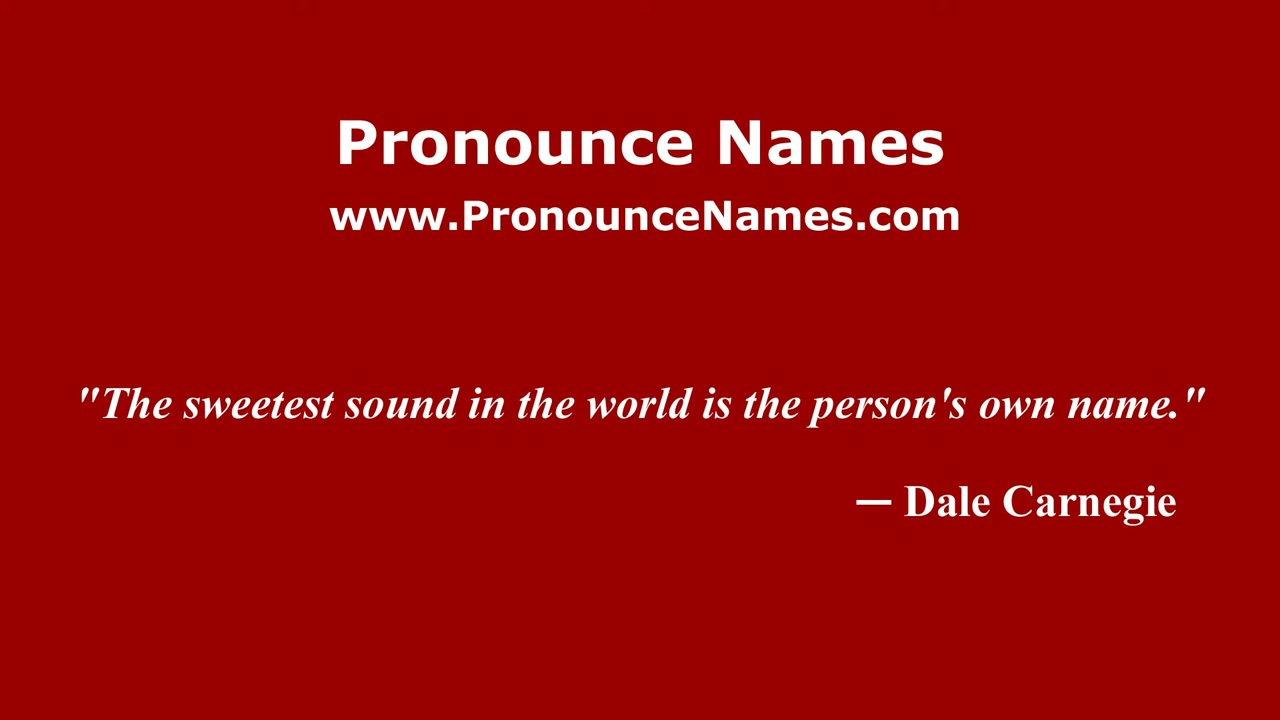 Pronounce Names
www.PronounceNames.com
"The sweetest sound in the world is the person's own name."
— Dale Carnegie